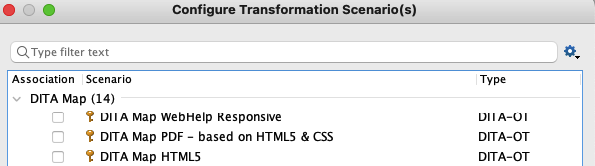 Configure Transformation Scenario(s)
Type filter text
Association Scenario Type
DITA Map (14)
DITA Map WebHelp Responsive DITA-OT
DITA Map PDF - based on HTML5 & CSS DITA-OT
DITA Map HTML5 DITA-OT